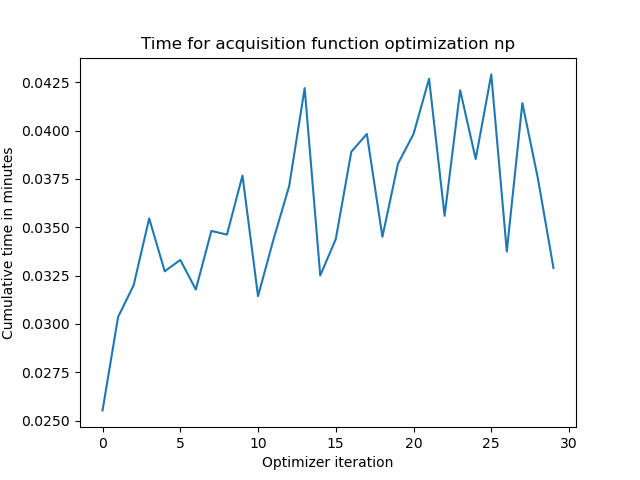 Time for acquisition function optimization np
Cumulative time in minutes
0.0425
0.0400
0.0375
0.0350
0.0325
0.0300
0.0275
0.0250
0 5 10 15 20 25 30
Optimizer iteration